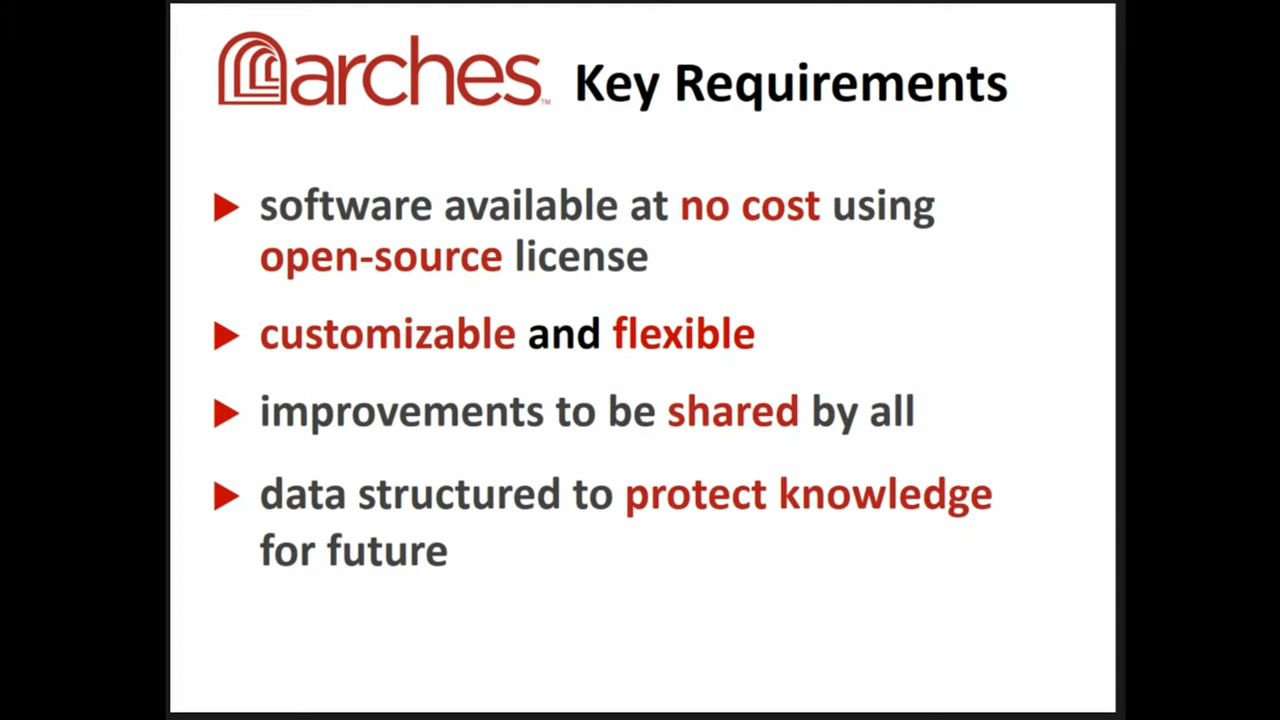 arches™ Key Requirements
software available at no cost using
open-source license
customizable and flexible
improvements to be shared by all
data structured to protect knowledge
for future